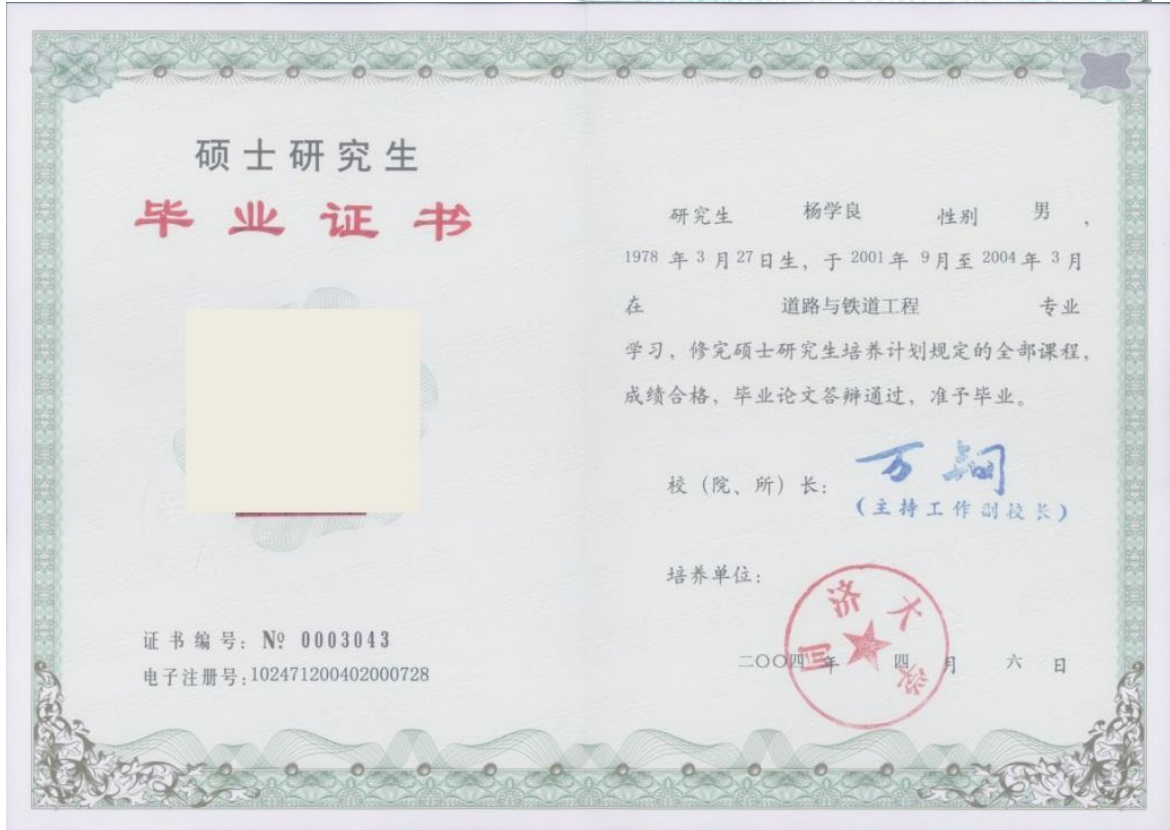 硕士研究生
毕业证书
证书编号: № 0003043
电子注册号:102471200402000728
研究生 杨学良 性别 男 ,
1978 年 3 月 27 日生, 于 2001 年 9 月至 2004 年 3 月
在 道路与铁道工程 专业
学习, 修完硕士研究生培养计划规定的全部课程,
成绩合格, 毕业论文答辩通过, 准予毕业。
校 (院、所) 长: 万钢
(主持工作副校长)
培养单位:
同济大学
二〇〇四 年 四 月 六 日